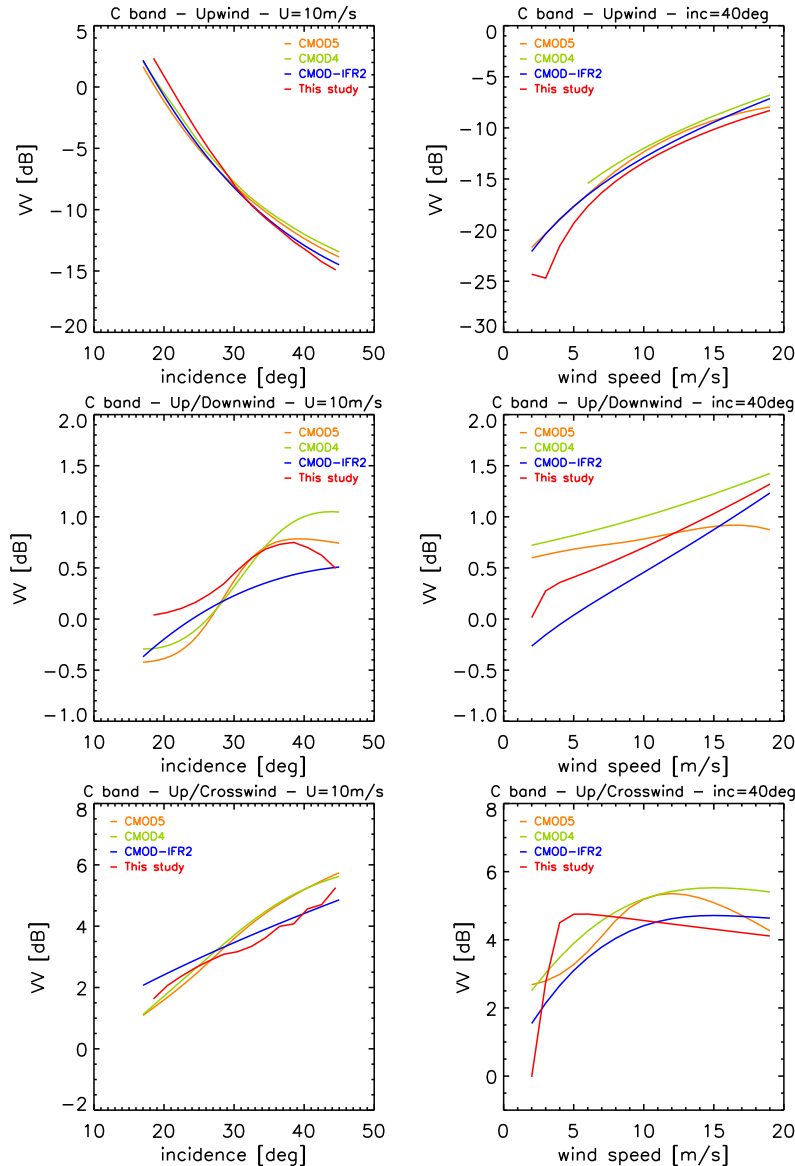 C band − Upwind − U=10m/s
VV [dB]
5
0
−5
−10
−15
−20
CMOD5
CMOD4
CMOD−IFR2
This study
10 20 30 40 50
incidence [deg]
C band − Upwind − inc=40deg
VV [dB]
0
−5
−10
−15
−20
−25
−30
CMOD5
CMOD4
CMOD−IFR2
This study
0 5 10 15 20
wind speed [m/s]
C band − Up/Downwind − U=10m/s
VV [dB]
2.0
1.5
1.0
0.5
0.0
−0.5
−1.0
CMOD5
CMOD4
CMOD−IFR2
This study
10 20 30 40 50
incidence [deg]
C band − Up/Downwind − inc=40deg
VV [dB]
2.0
1.5
1.0
0.5
0.0
−0.5
−1.0
CMOD5
CMOD4
CMOD−IFR2
This study
0 5 10 15 20
wind speed [m/s]
C band − Up/Crosswind − U=10m/s
VV [dB]
8
6
4
2
0
−2
CMOD5
CMOD4
CMOD−IFR2
This study
10 20 30 40 50
incidence [deg]
C band − Up/Crosswind − inc=40deg
VV [dB]
8
6
4
2
0
CMOD5
CMOD4
CMOD−IFR2
This study
0 5 10 15 20
wind speed [m/s]